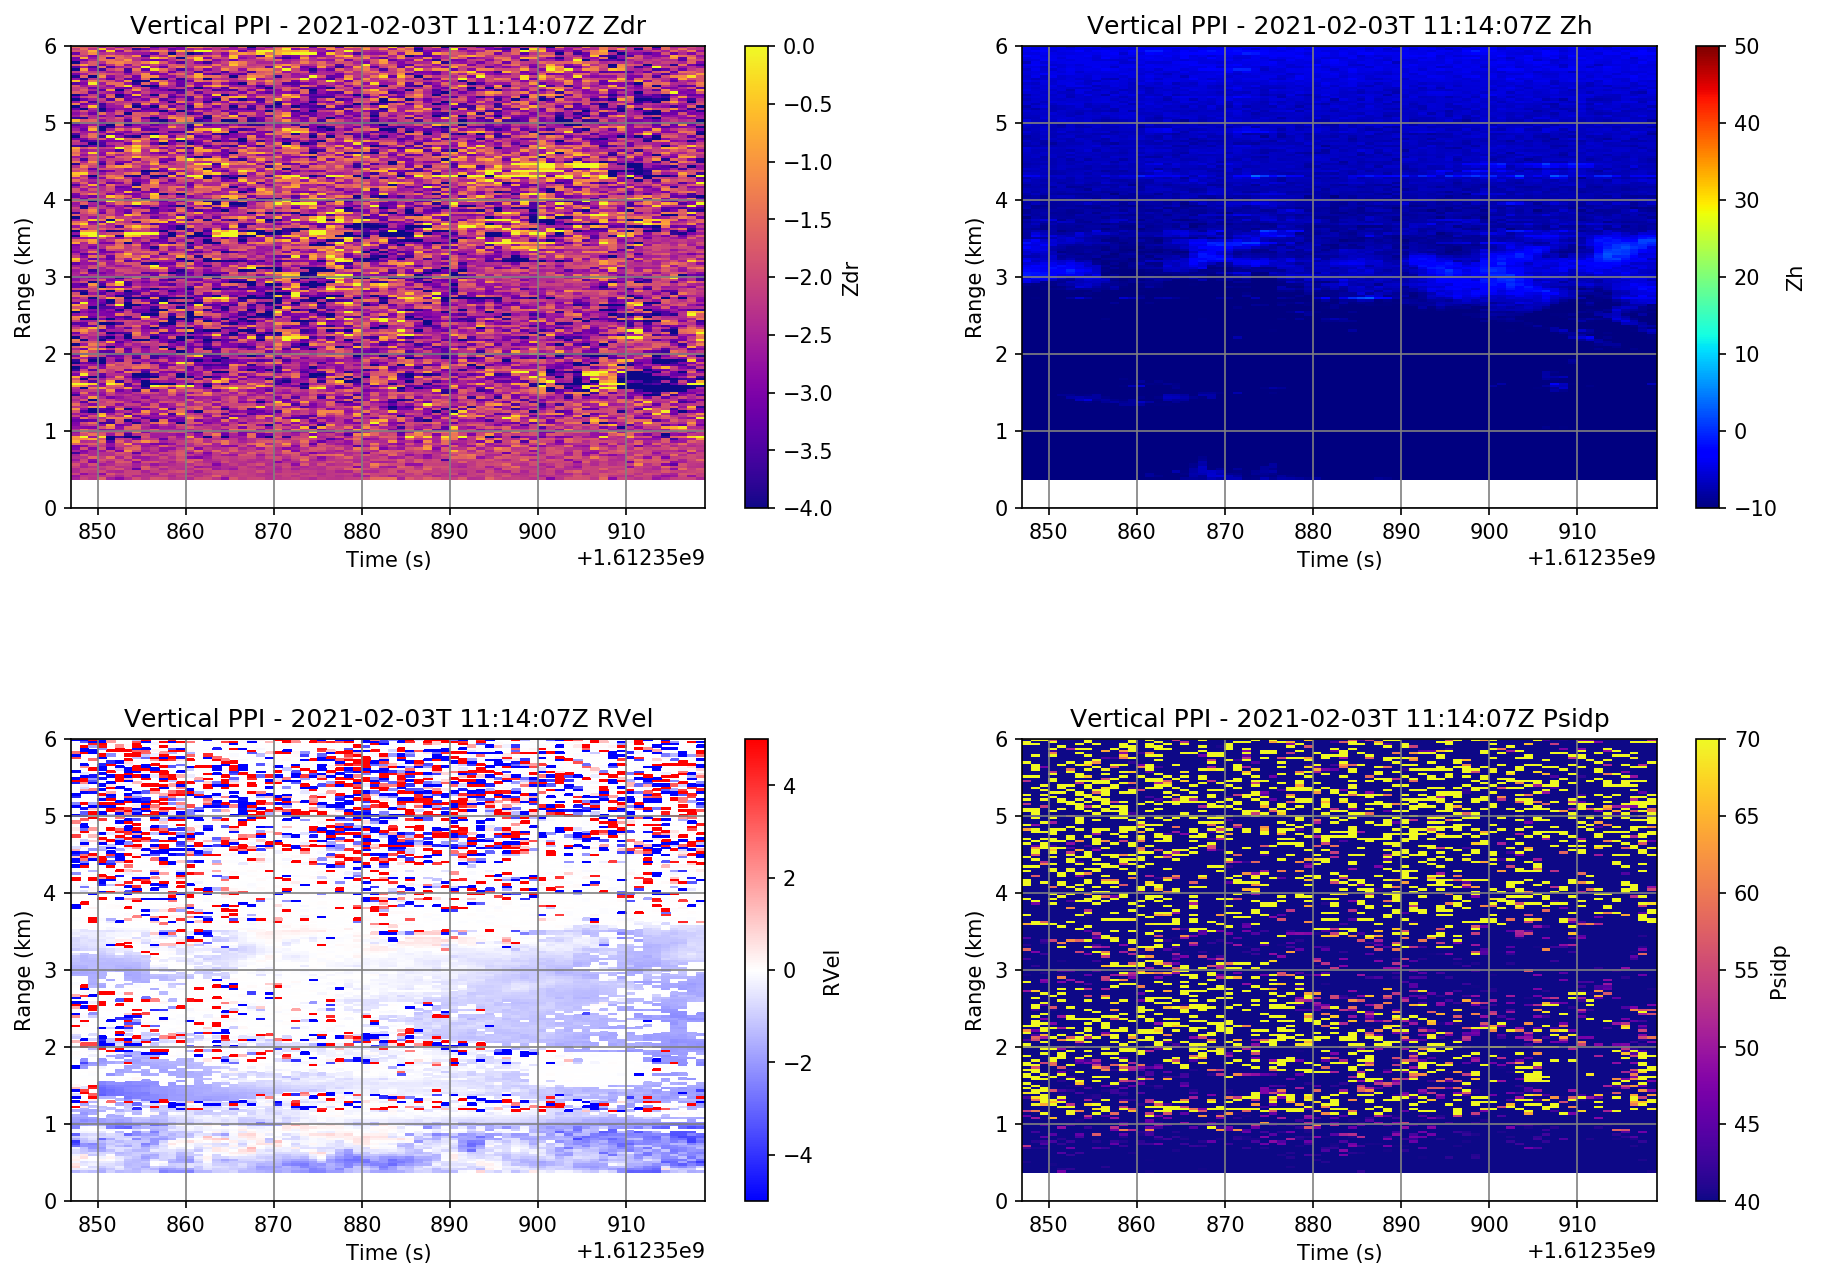 Vertical PPI - 2021-02-03T 11:14:07Z Zdr
6
5
4
3
2
1
0
Range (km)
850 860 870 880 890 900 910
Time (s)
+1.61235e9
0.0
−0.5
−1.0
−1.5
−2.0
−2.5
−3.0
−3.5
−4.0
Zdr
Vertical PPI - 2021-02-03T 11:14:07Z Zh
6
5
4
3
2
1
0
Range (km)
850 860 870 880 890 900 910
Time (s)
+1.61235e9
50
40
30
20
10
0
−10
Zh
Vertical PPI - 2021-02-03T 11:14:07Z RVel
6
5
4
3
2
1
0
Range (km)
850 860 870 880 890 900 910
Time (s)
+1.61235e9
4
2
0
−2
−4
RVel
Vertical PPI - 2021-02-03T 11:14:07Z Psidp
6
5
4
3
2
1
0
Range (km)
850 860 870 880 890 900 910
Time (s)
+1.61235e9
70
65
60
55
50
45
40
Psidp